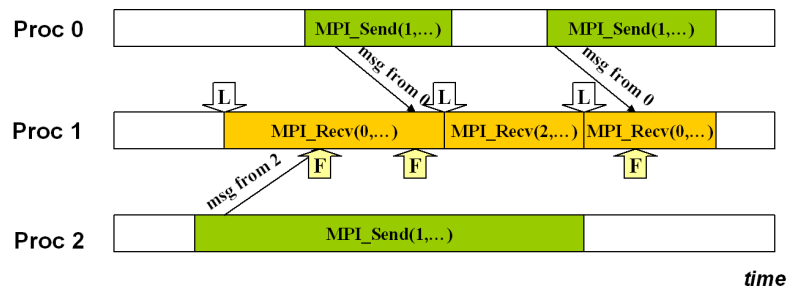 Proc 0
MPI_Send(1,...)
MPI_Send(1,...)
msg from 0
msg from 0
L
L
L
Proc 1
MPI_Recv(0,...)
MPI_Recv(2,...)
MPI_Recv(0,...)
F
F
F
msg from 2
Proc 2
MPI_Send(1,...)
time